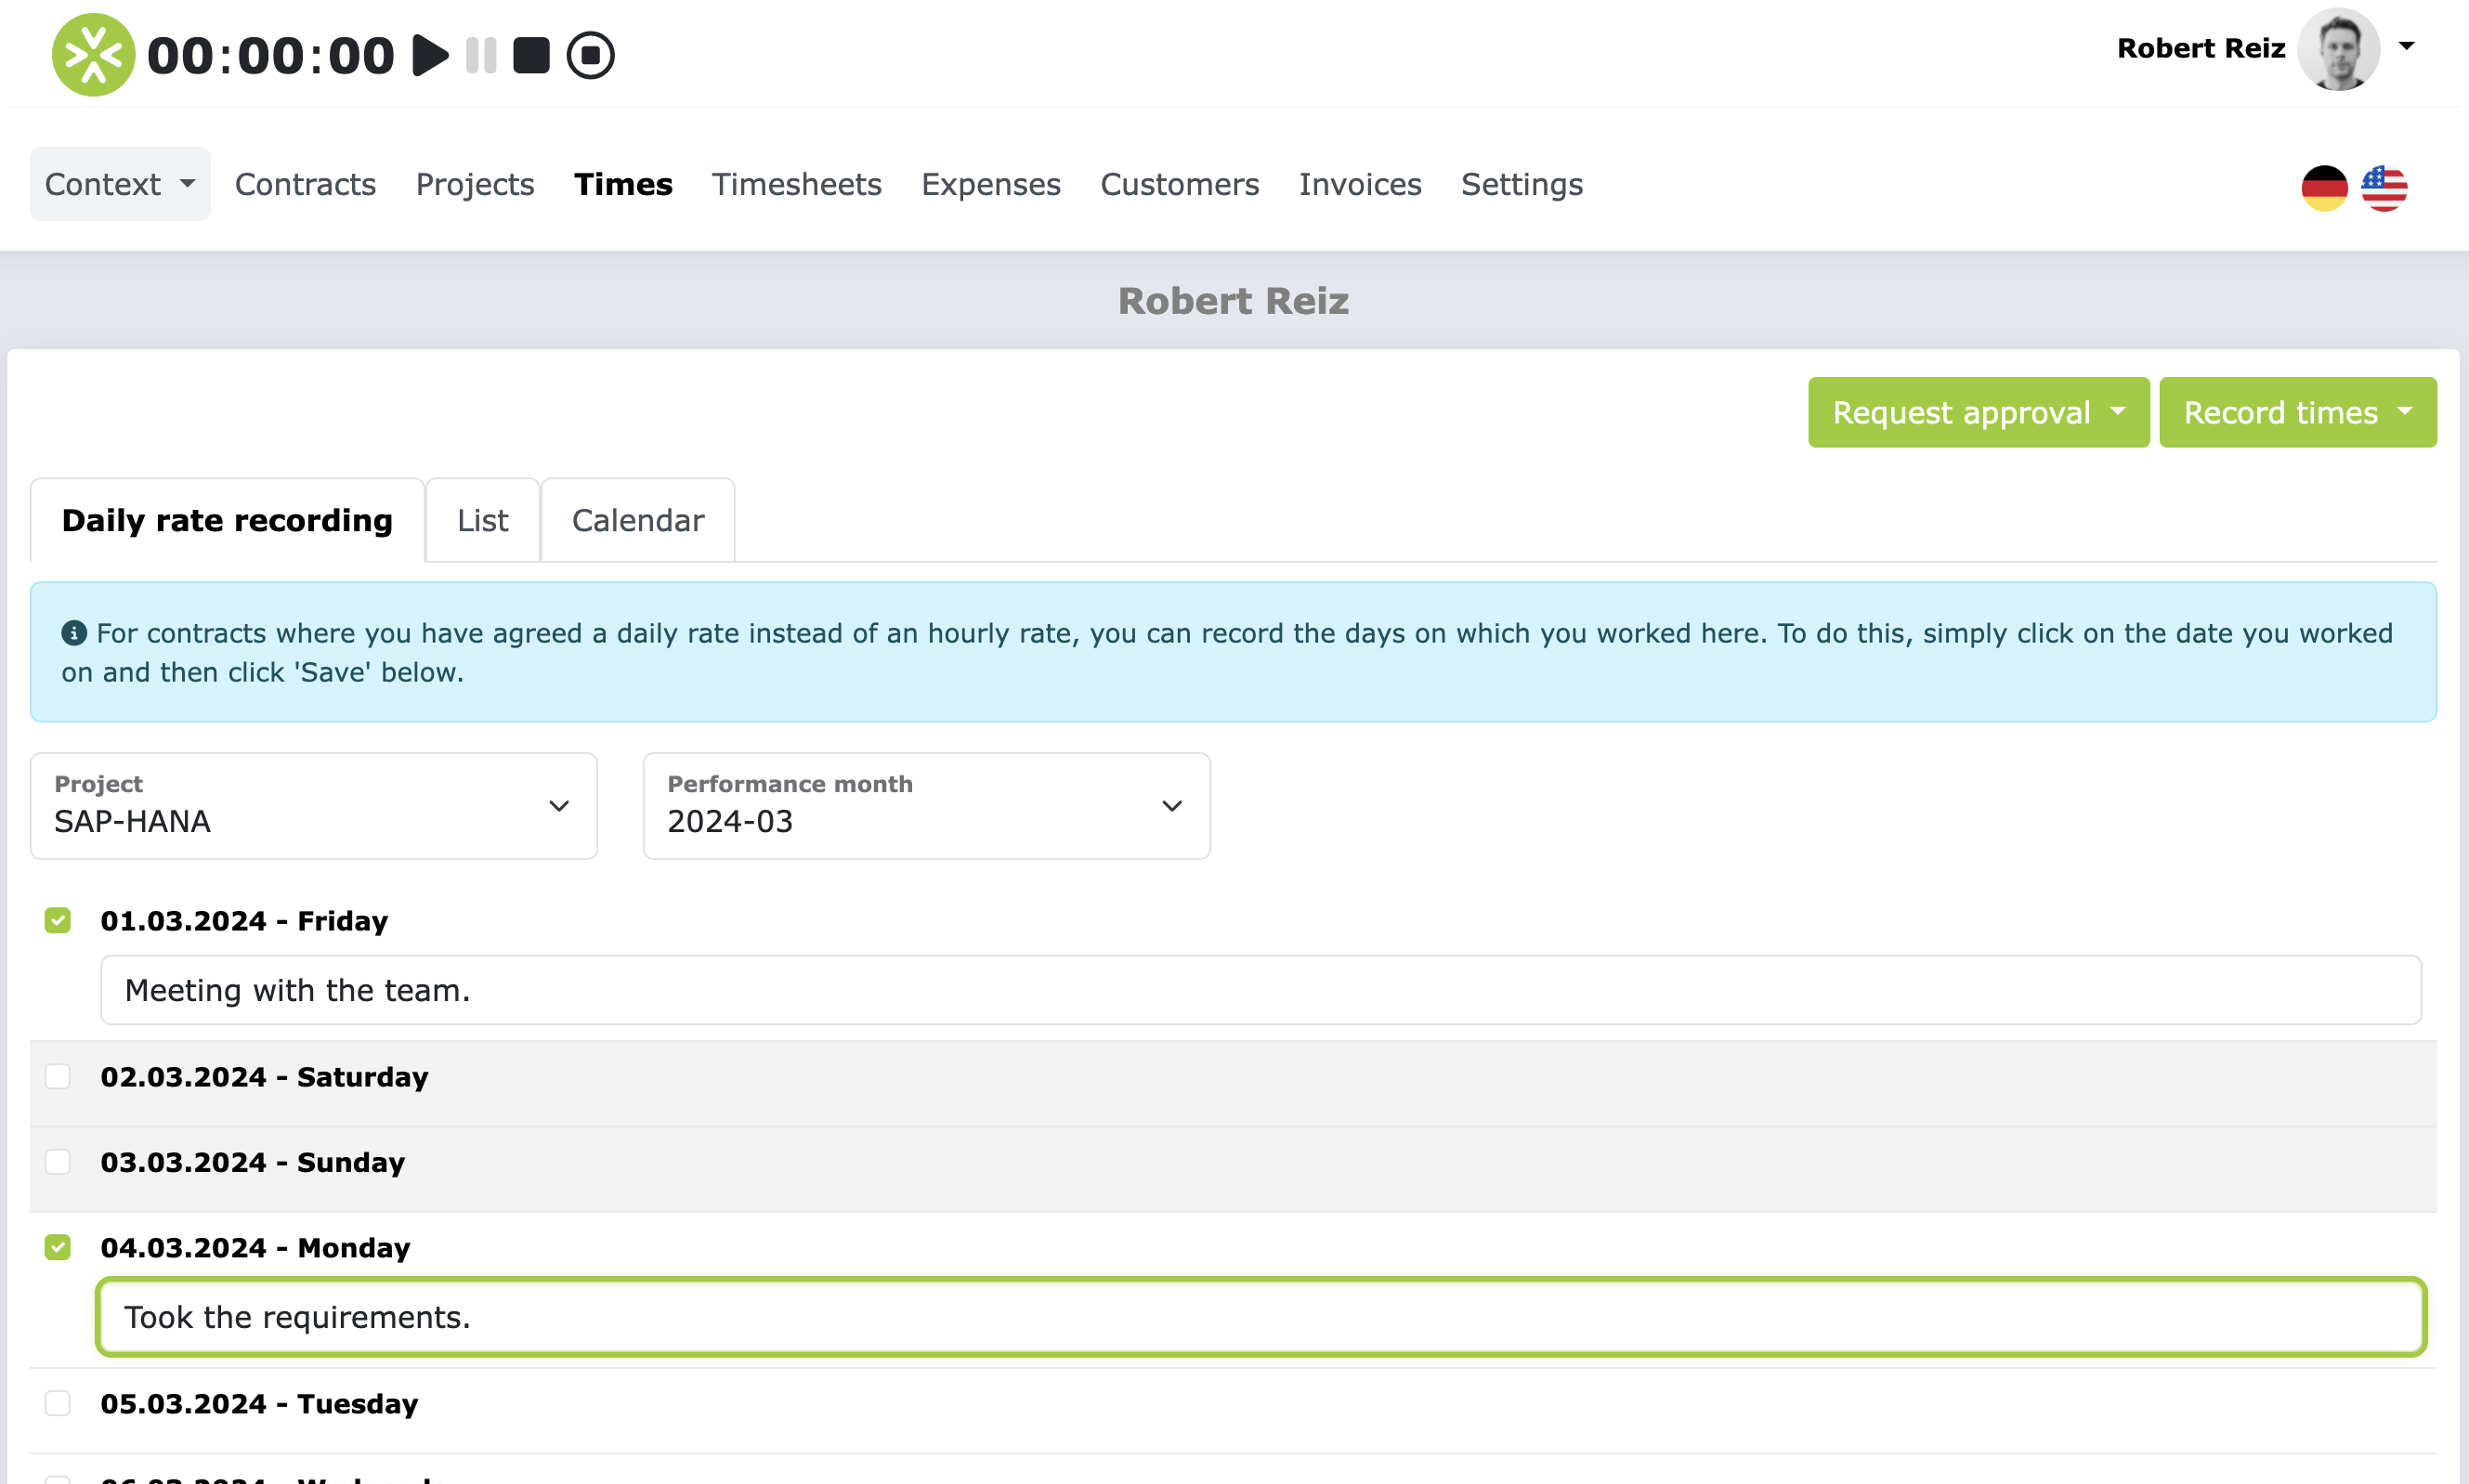 00:00:00
Robert Reiz
Context Contracts Projects Times Timesheets Expenses Customers Invoices Settings
Robert Reiz
Request approval Record times
Daily rate recording List Calendar
For contracts where you have agreed a daily rate instead of an hourly rate, you can record the days on which you worked here. To do this, simply click on the date you worked
on and then click 'Save' below.
Project
SAP-HANA
Performance month
2024-03
01.03.2024 - Friday
Meeting with the team.
02.03.2024 - Saturday
03.03.2024 - Sunday
04.03.2024 - Monday
Took the requirements.
05.03.2024 - Tuesday